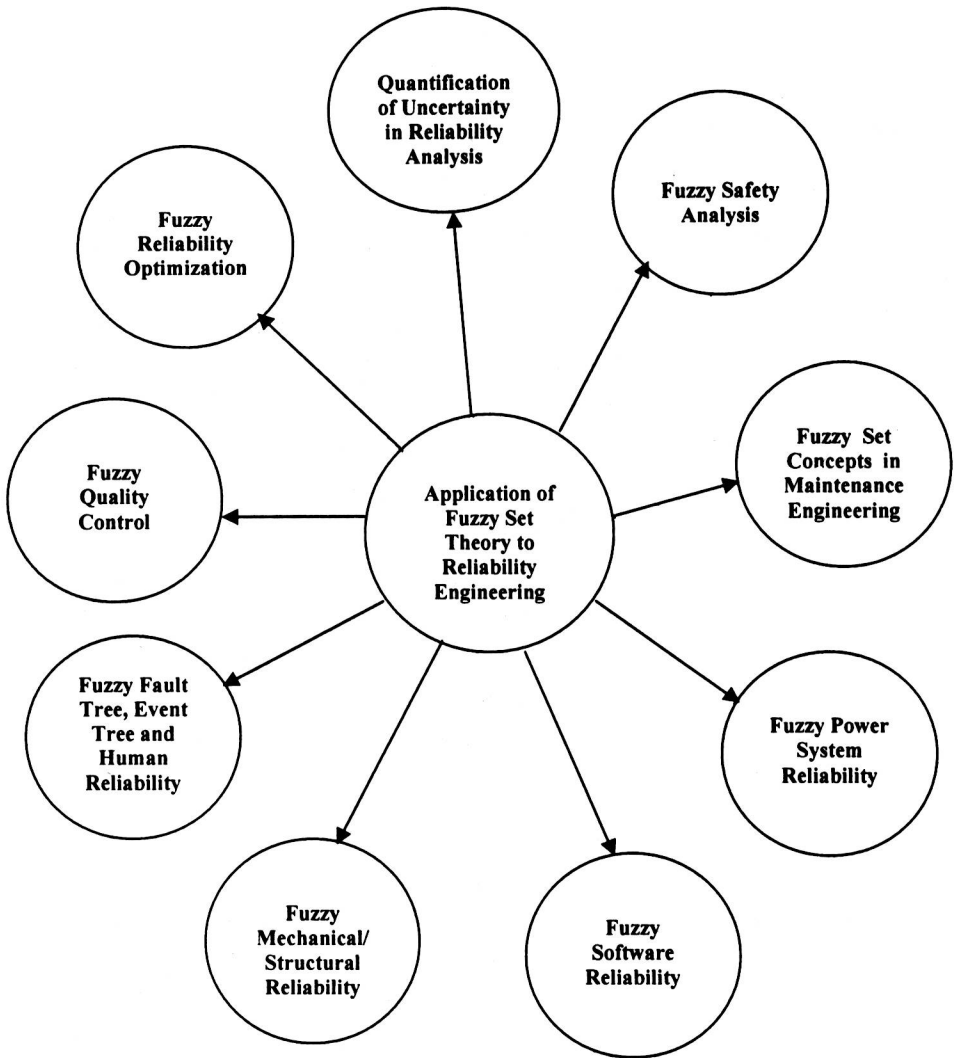 Quantification
of Uncertainty
in Reliability
Analysis
Fuzzy Safety
Analysis
Fuzzy
Reliability
Optimization
Fuzzy Set
Concepts in
Maintenance
Engineering
Fuzzy
Quality
Control
Application of
Fuzzy Set
Theory to
Reliability
Engineering
Fuzzy Fault
Tree, Event
Tree and
Human
Reliability
Fuzzy Power
System
Reliability
Fuzzy
Mechanical/
Structural
Reliability
Fuzzy
Software
Reliability